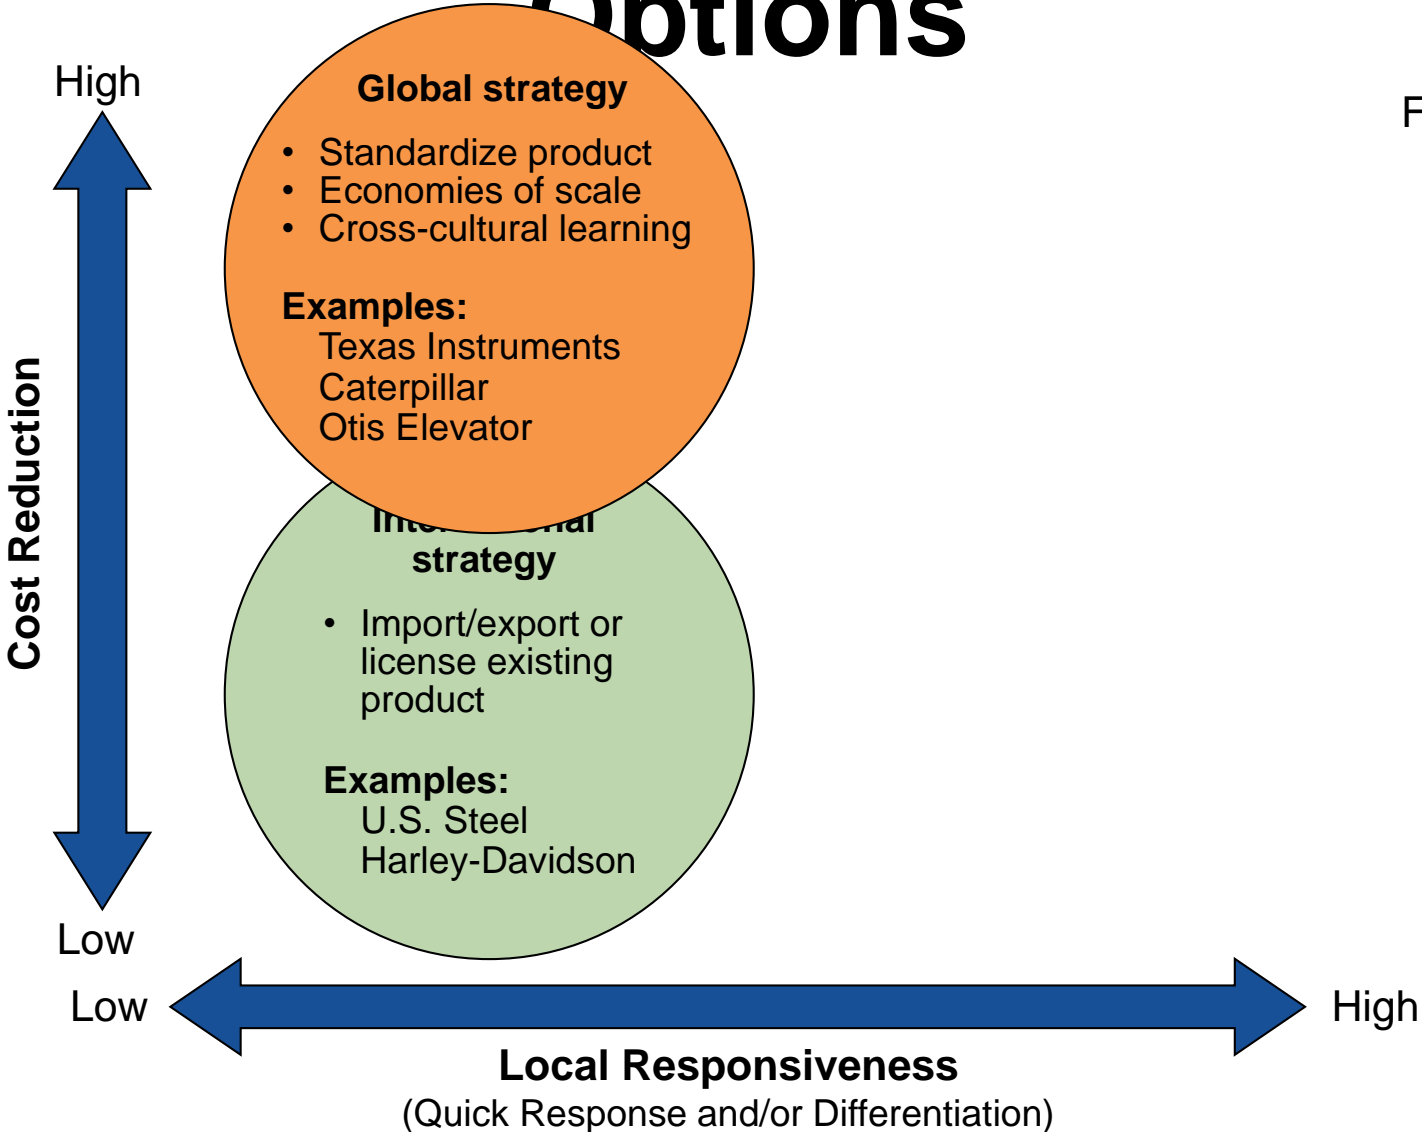 Options
High
Global strategy
• Standardize product
• Economies of scale
• Cross-cultural learning
Examples:
Texas Instruments
Caterpillar
Otis Elevator
Cost Reduction
strategy
• Import/export or
license existing
product
Examples:
U.S. Steel
Harley-Davidson
Low
Low
High
Local Responsiveness
(Quick Response and/or Differentiation)